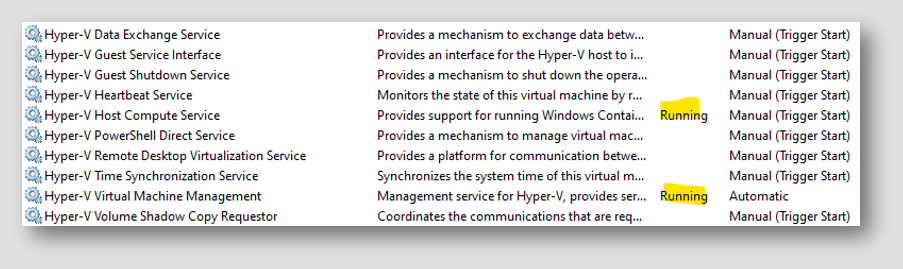 Hyper-V Data Exchange Service Provides a mechanism to exchange data betw... Manual (Trigger Start)
Hyper-V Guest Service Interface Provides an interface for the Hyper-V host to i... Manual (Trigger Start)
Hyper-V Guest Shutdown Service Provides a mechanism to shut down the opera... Manual (Trigger Start)
Hyper-V Heartbeat Service Monitors the state of this virtual machine by r... Manual (Trigger Start)
Hyper-V Host Compute Service Provides support for running Windows Contai... Running Manual (Trigger Start)
Hyper-V PowerShell Direct Service Provides a mechanism to manage virtual mac... Manual (Trigger Start)
Hyper-V Remote Desktop Virtualization Service Provides a platform for communication betwe... Manual (Trigger Start)
Hyper-V Time Synchronization Service Synchronizes the system time of this virtual m... Manual (Trigger Start)
Hyper-V Virtual Machine Management Management service for Hyper-V, provides ser... Running Automatic
Hyper-V Volume Shadow Copy Requestor Coordinates the communications that are req... Manual (Trigger Start)